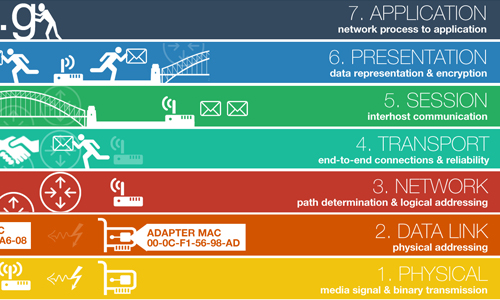 .g
7. APPLICATION
network process to application
6. PRESENTATION
data representation & encryption
5. SESSION
interhost communication
4. TRANSPORT
end-to-end connections & reliability
3. NETWORK
path determination & logical addressing
C
A6-08
ADAPTER MAC
00-0C-F1-56-98-AD
2. DATA LINK
physical addressing
1. PHYSICAL
media signal & binary transmission